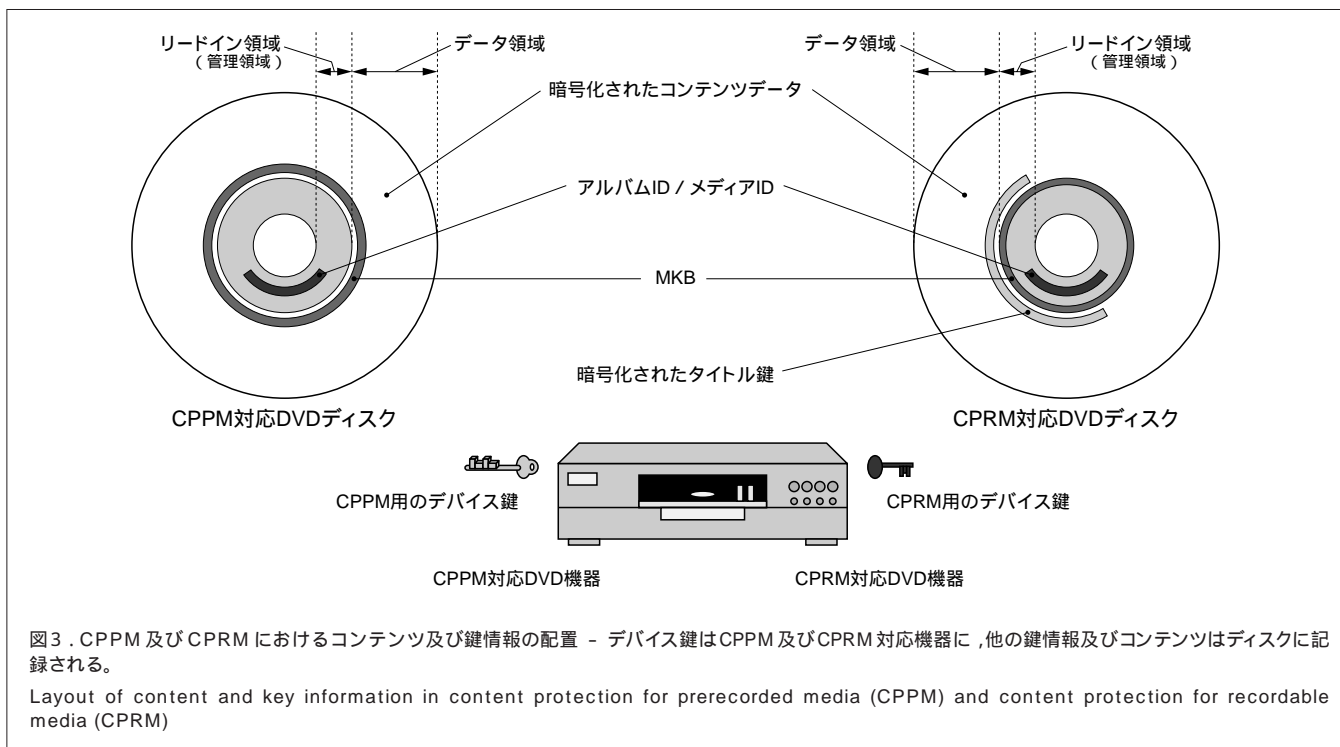 リードイン領域
（管理領域）
データ領域
データ領域
リードイン領域
（管理領域）
暗号化されたコンテンツデータ
アルバムID / メディアID
MKB
暗号化されたタイトル鍵
CPPM対応DVDディスク
CPRM対応DVDディスク
CPPM用のデバイス鍵
CPRM用のデバイス鍵
CPPM対応DVD機器
CPRM対応DVD機器
図3．CPPM 及び CPRM におけるコンテンツ及び鍵情報の配置 － デバイス鍵はCPPM 及びCPRM 対応機器に，他の鍵情報及びコンテンツはディスクに記
録される。
Layout of content and key information in content protection for prerecorded media (CPPM) and content protection for recordable
media (CPRM)